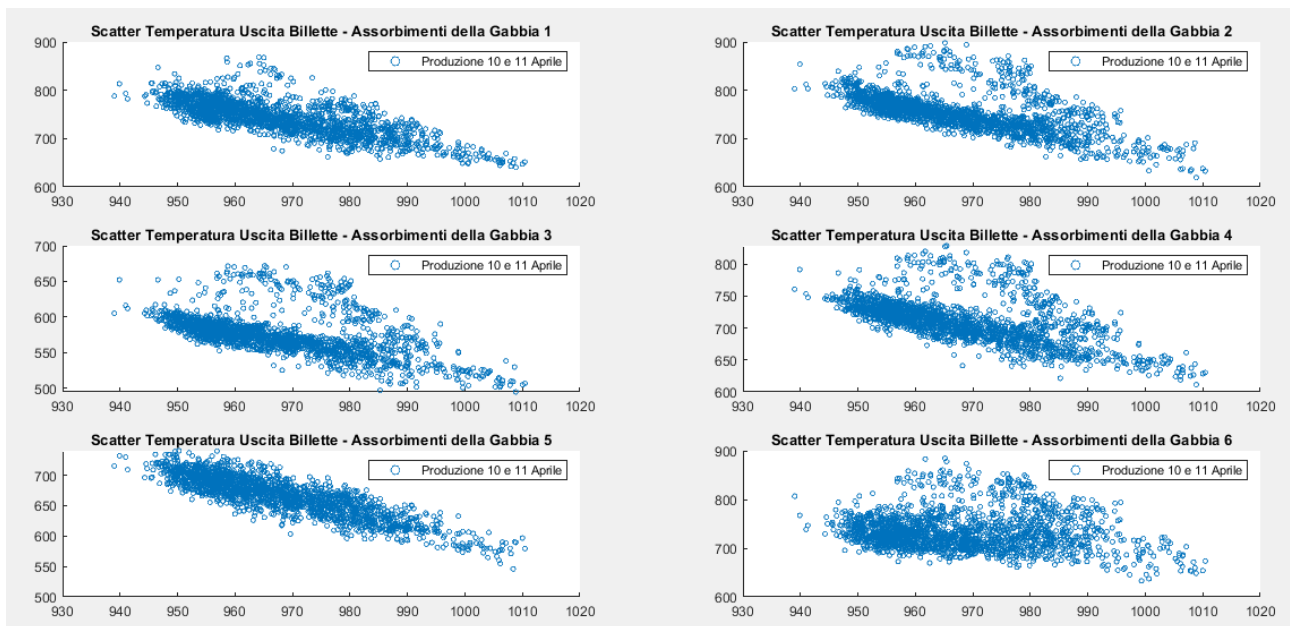 Scatter Temperatura Uscita Billette - Assorbimenti della Gabbia 1
900
800
700
600
930 940 950 960 970 980 990 1000 1010 1020
Produzione 10 e 11 Aprile
Scatter Temperatura Uscita Billette - Assorbimenti della Gabbia 2
900
800
700
600
930 940 950 960 970 980 990 1000 1010 1020
Produzione 10 e 11 Aprile
Scatter Temperatura Uscita Billette - Assorbimenti della Gabbia 3
700
650
600
550
500
930 940 950 960 970 980 990 1000 1010 1020
Produzione 10 e 11 Aprile
Scatter Temperatura Uscita Billette - Assorbimenti della Gabbia 4
800
750
700
650
600
930 940 950 960 970 980 990 1000 1010 1020
Produzione 10 e 11 Aprile
Scatter Temperatura Uscita Billette - Assorbimenti della Gabbia 5
700
650
600
550
500
930 940 950 960 970 980 990 1000 1010 1020
Produzione 10 e 11 Aprile
Scatter Temperatura Uscita Billette - Assorbimenti della Gabbia 6
900
800
700
600
930 940 950 960 970 980 990 1000 1010 1020
Produzione 10 e 11 Aprile